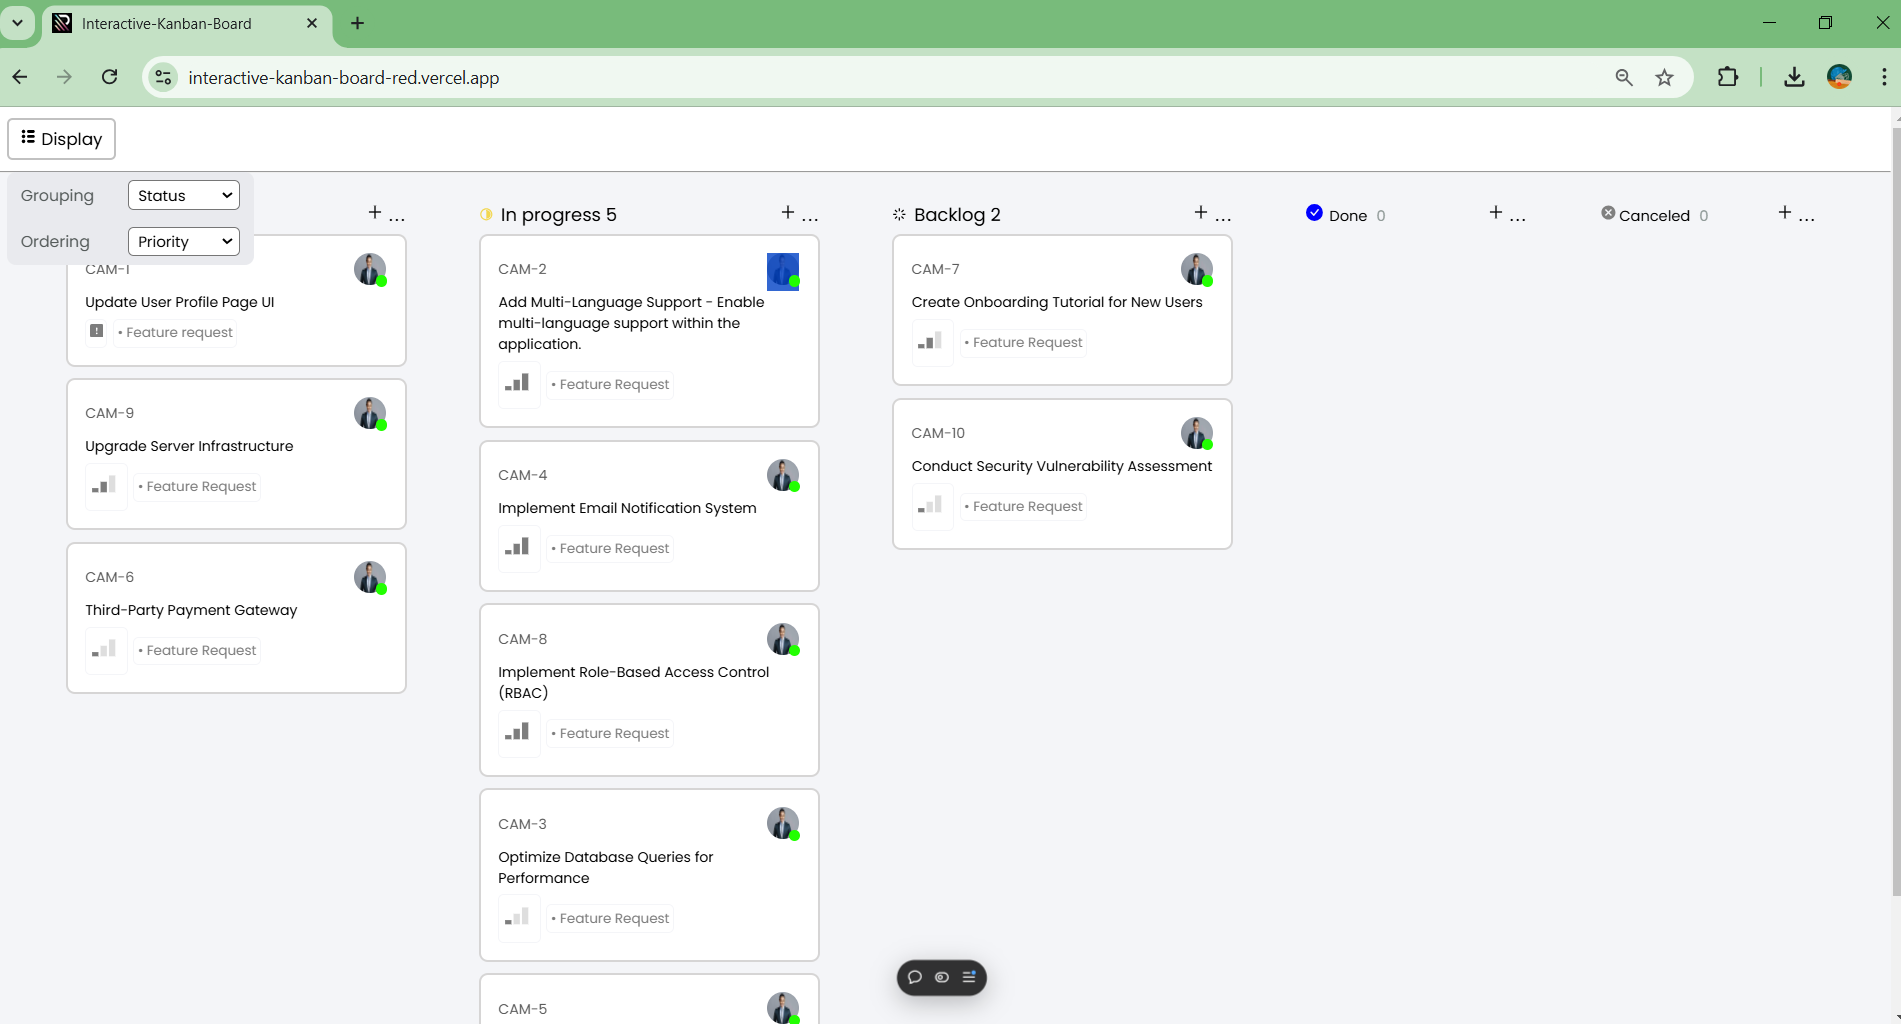 Interactive-Kanban-Board
interactive-kanban-board-red.vercel.app
Display
Grouping Status
Ordering Priority
+ ...
CAM-1
Update User Profile Page UI
! • Feature request
CAM-9
Upgrade Server Infrastructure
• Feature Request
CAM-6
Third-Party Payment Gateway
• Feature Request
In progress 5 + ...
CAM-2
Add Multi-Language Support - Enable
multi-language support within the
application.
• Feature Request
CAM-4
Implement Email Notification System
• Feature Request
CAM-8
Implement Role-Based Access Control
(RBAC)
• Feature Request
CAM-3
Optimize Database Queries for
Performance
• Feature Request
CAM-5
Backlog 2 + ...
CAM-7
Create Onboarding Tutorial for New Users
• Feature Request
CAM-10
Conduct Security Vulnerability Assessment
• Feature Request
Done 0 + ...
Canceled 0 + ...